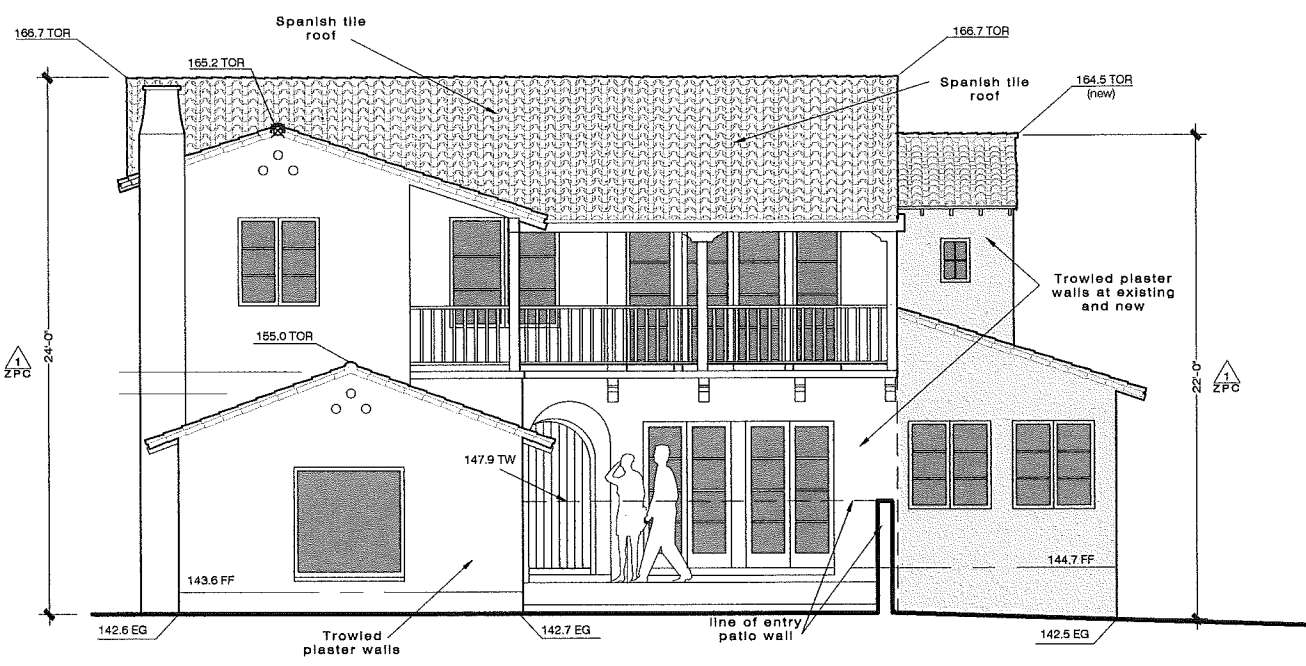 Spanish tile
roof
166.7 TOR
166.7 TOR
165.2 TOR
Spanish tile
roof
164.5 TOR
(new)
Trowled plaster
walls at existing
and new
24'-0"
1
ZPC
155.0 TOR
22'-0"
1
ZPC
147.9 TW
143.6 FF
144.7 FF
142.6 EG
Trowled
plaster walls
142.7 EG
line of entry
patio wall
142.5 EG